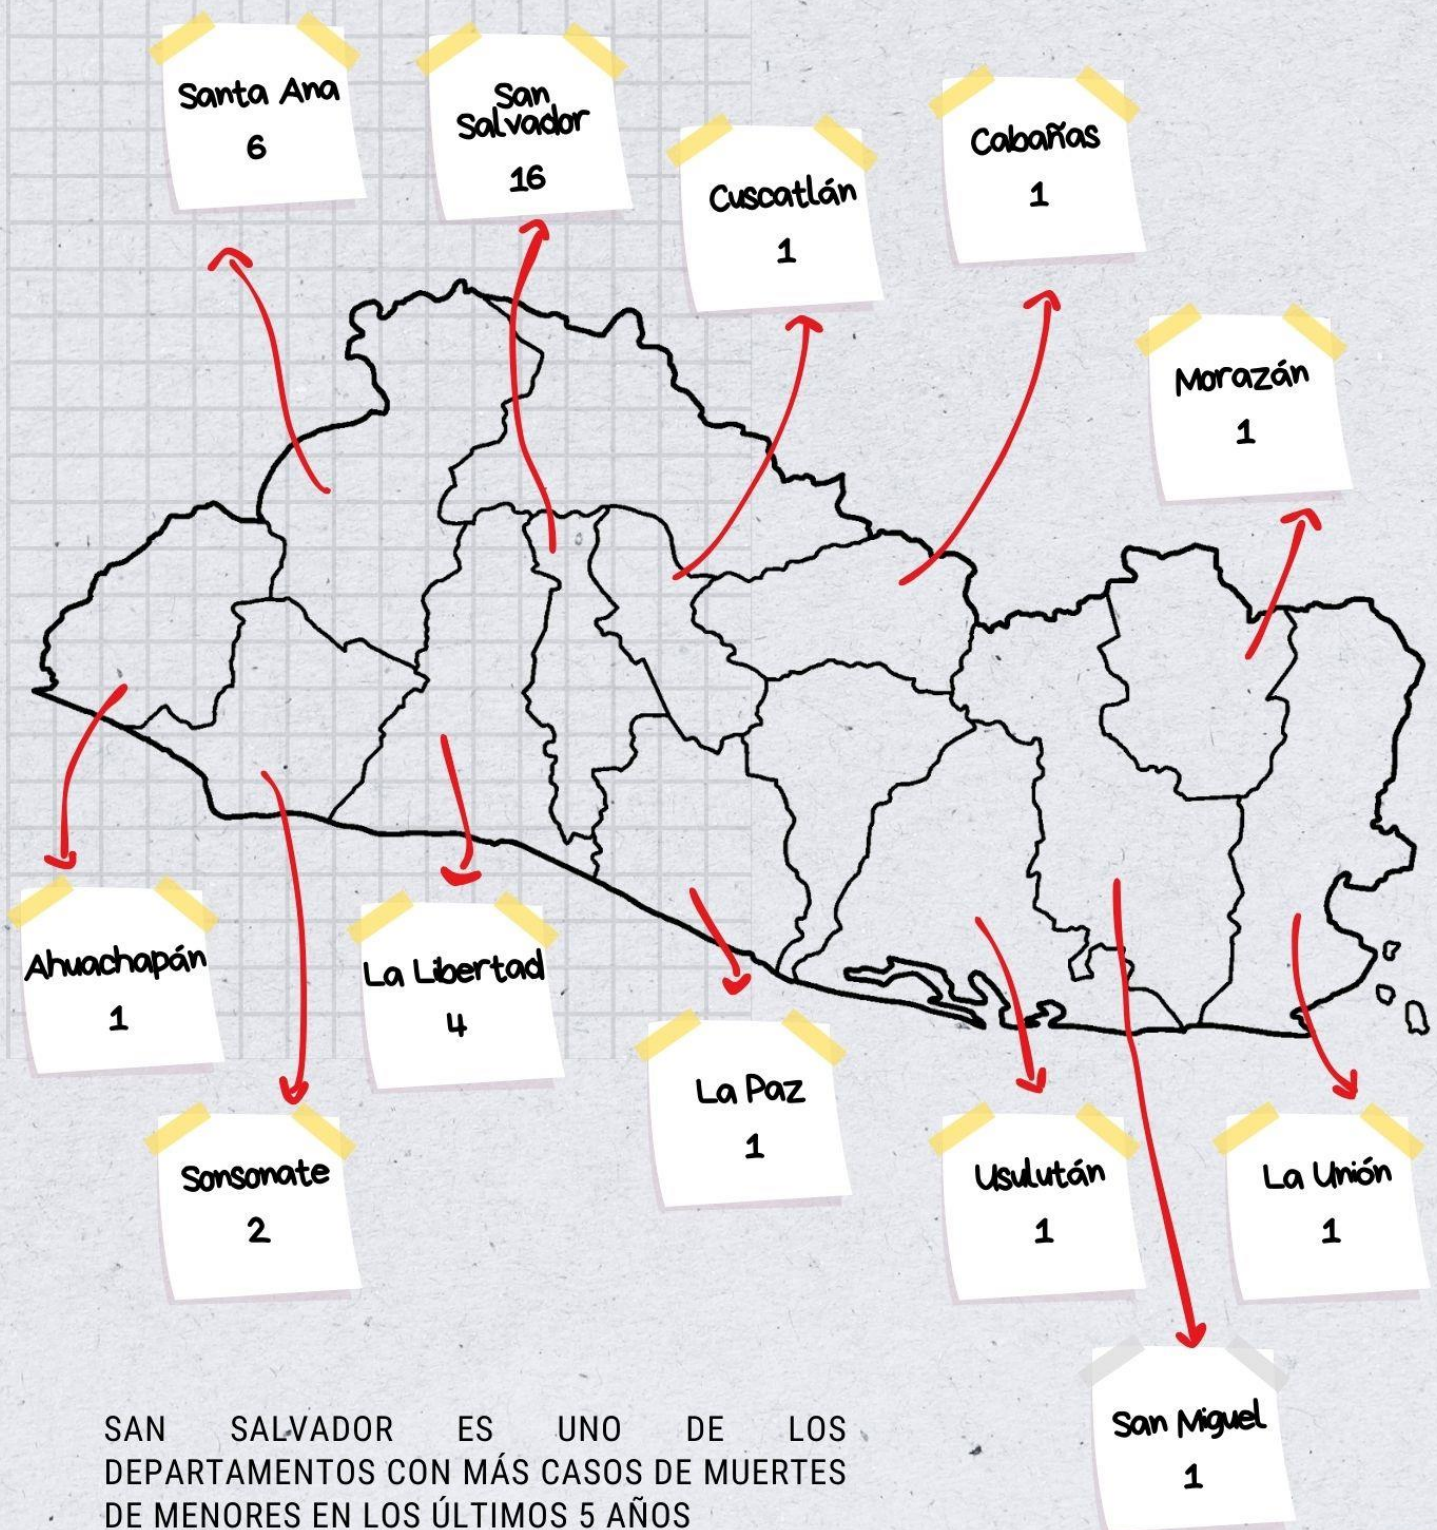 Santa Ana
6
San
Salvador
16
Cuscatlán
1
Cabañas
1
Morazán
1
Ahuachapán
1
La Libertad
4
Sonsonate
2
La Paz
1
Usulután
1
La Unión
1
San Miguel
1
SAN SALVADOR ES UNO DE LOS
DEPARTAMENTOS CON MÁS CASOS DE MUERTES
DE MENORES EN LOS ÚLTIMOS 5 AÑOS